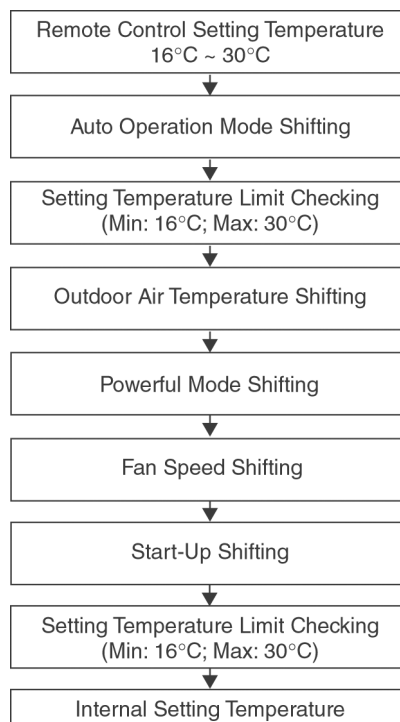 Remote Control Setting Temperature
16°C ~ 30°C
Auto Operation Mode Shifting
Setting Temperature Limit Checking
(Min: 16°C; Max: 30°C)
Outdoor Air Temperature Shifting
Powerful Mode Shifting
Fan Speed Shifting
Start-Up Shifting
Setting Temperature Limit Checking
(Min: 16°C; Max: 30°C)
Internal Setting Temperature